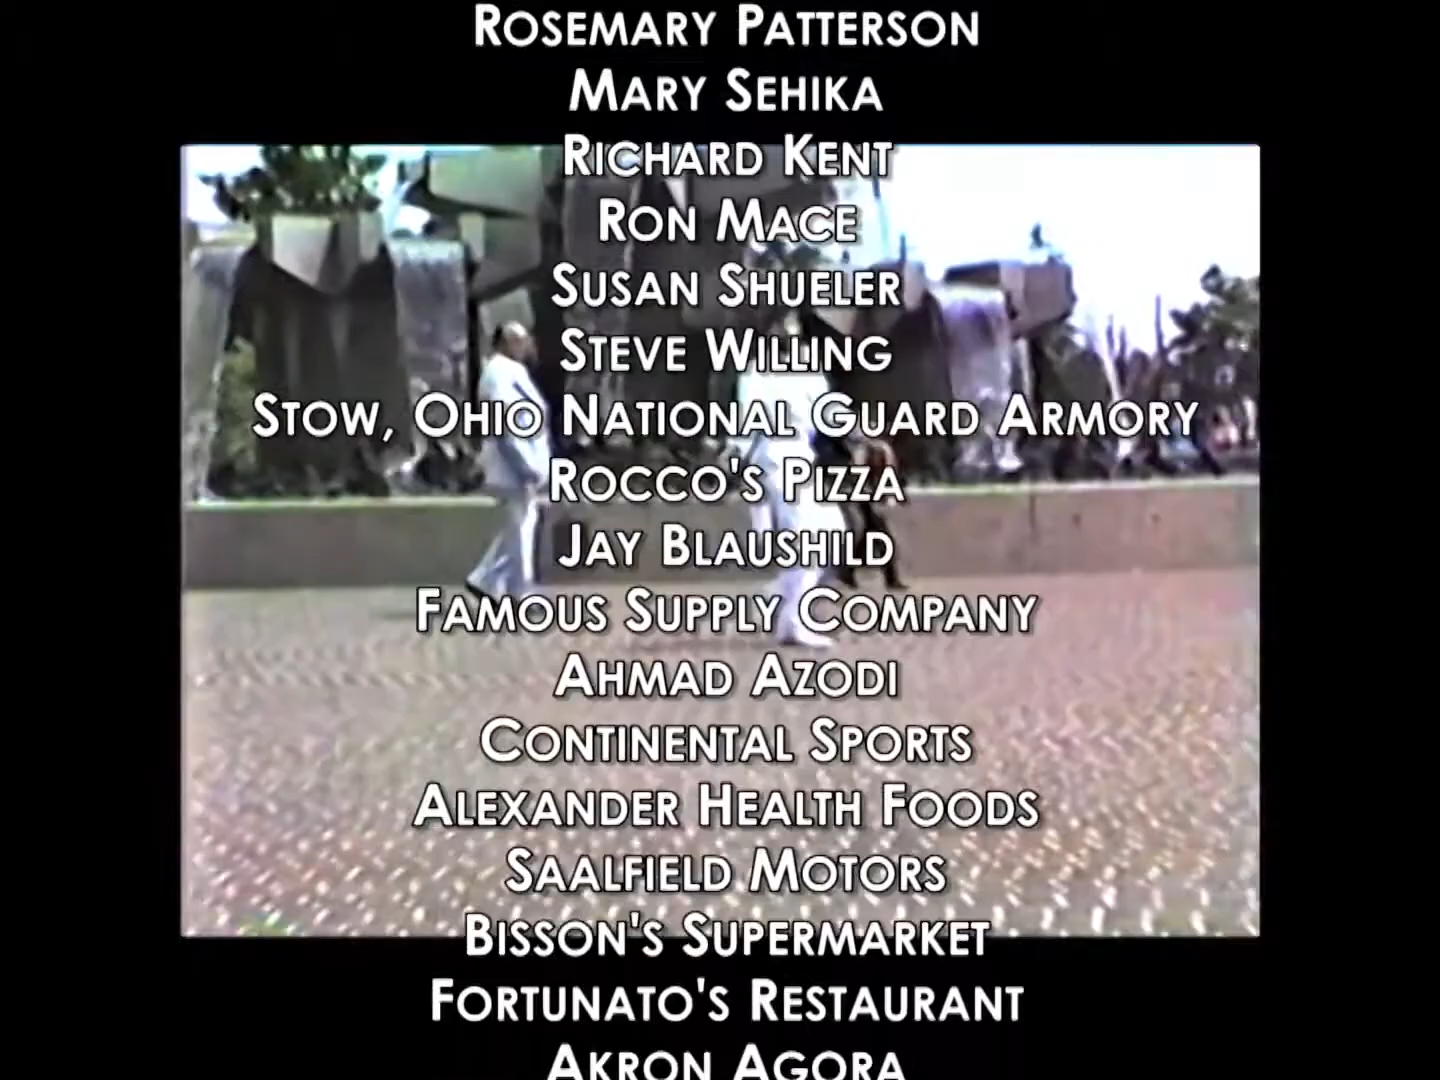 Rosemary Patterson
Mary Sehika
Richard Kent
Ron Mace
Susan Shueler
Steve Willing
Stow, Ohio National Guard Armory
Rocco's Pizza
Jay Blaushild
Famous Supply Company
Ahmad Azodi
Continental Sports
Alexander Health Foods
Saalfield Motors
Bisson's Supermarket
Fortunato's Restaurant
Akron Agora